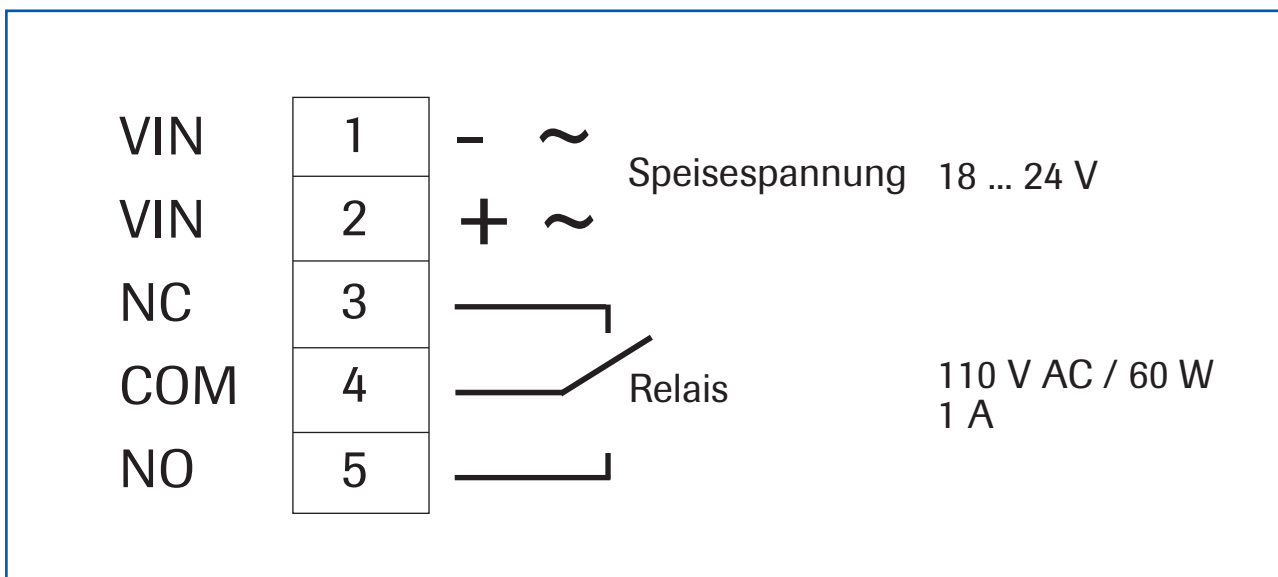 VIN 1 - ~
Speisespannung 18 ... 24 V
VIN 2 + ~
NC 3
COM 4 Relais 110 V AC / 60 W
1 A
NO 5